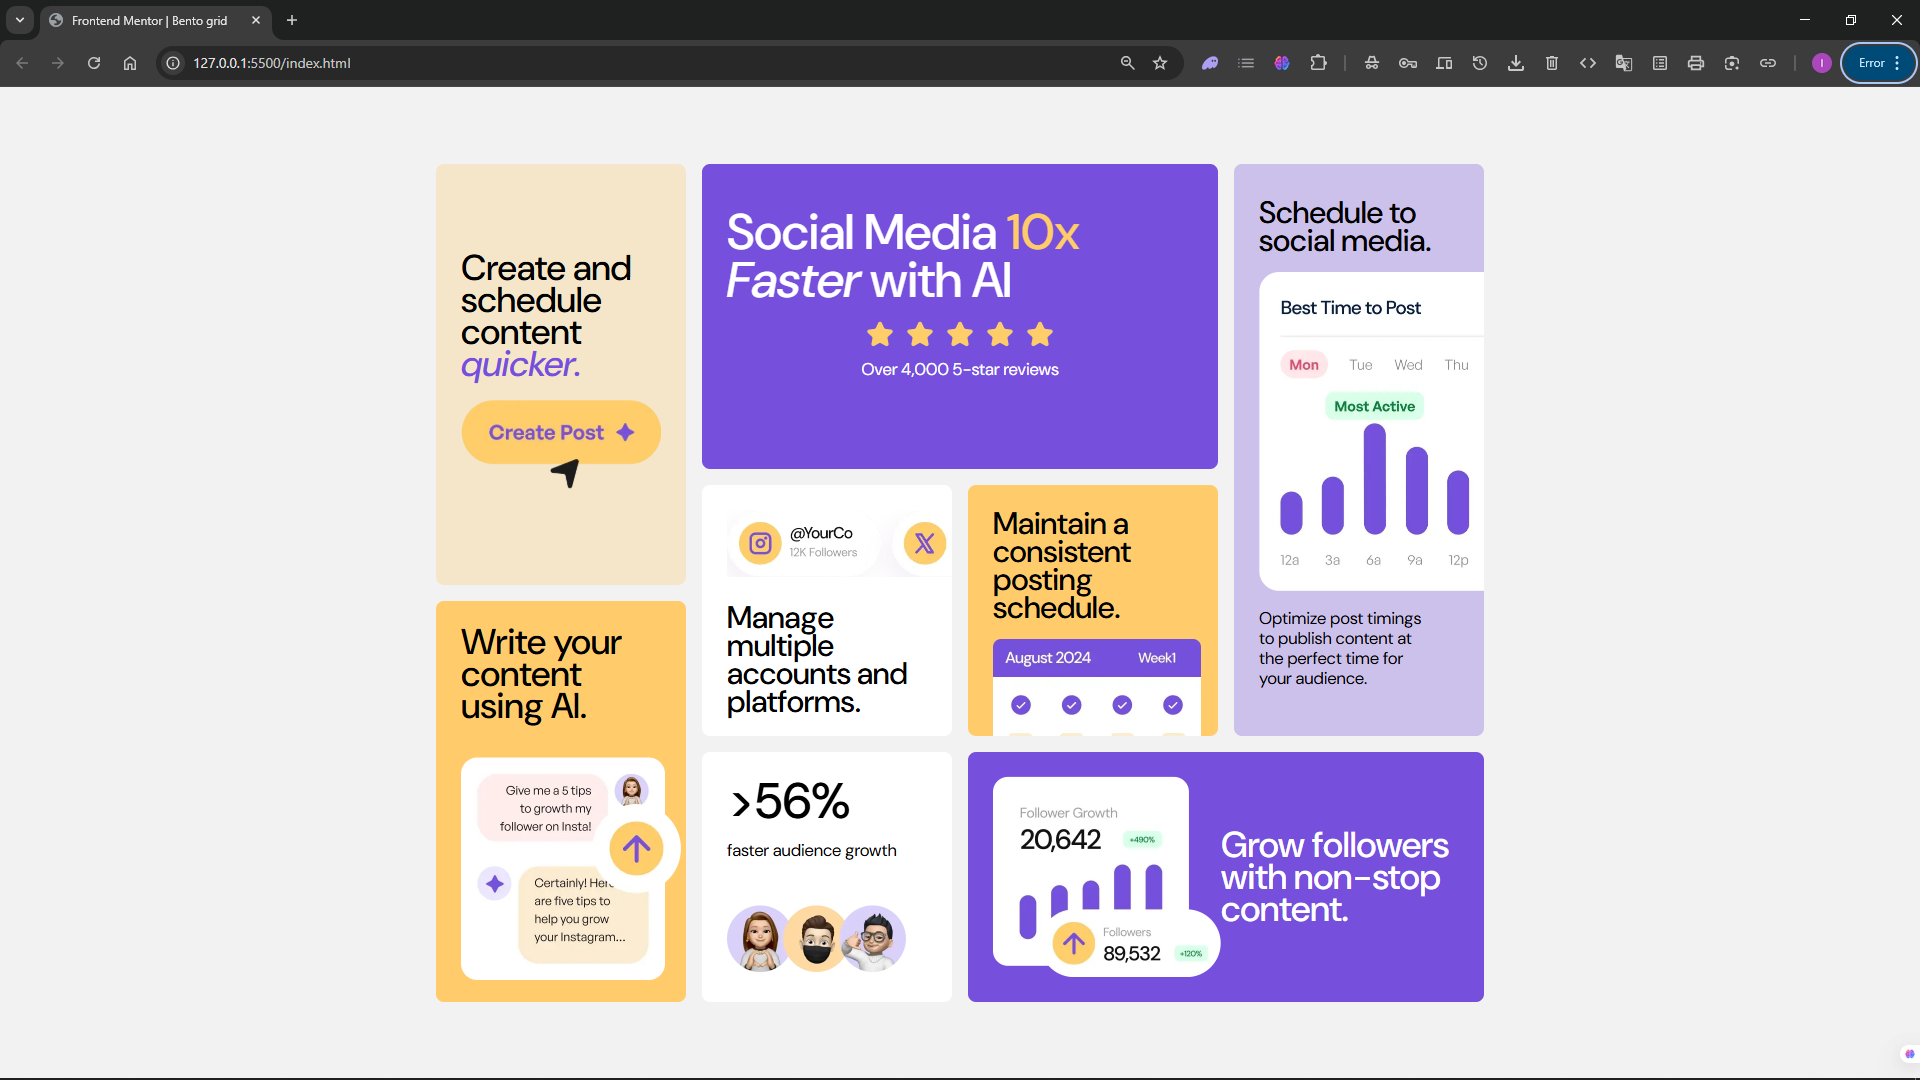 Frontend Mentor | Bento grid
127.0.0.1:5500/index.html
Error
Create and
schedule
content
quicker.
Create Post
Social Media 10x
Faster with AI
Over 4,000 5-star reviews
Schedule to
social media.
Best Time to Post
Mon Tue Wed Thu
Most Active
12a 3a 6a 9a 12p
Optimize post timings
to publish content at
the perfect time for
your audience.
@YourCo
12K Followers
Manage
multiple
accounts and
platforms.
Maintain a
consistent
posting
schedule.
August 2024 Week1
Write your
content
using AI.
Give me a 5 tips
to growth my
follower on Insta!
Certainly! Here
are five tips to
help you grow
your Instagram...
>56%
faster audience growth
Follower Growth
20,642 +490%
Followers
89,532 +120%
Grow followers
with non-stop
content.